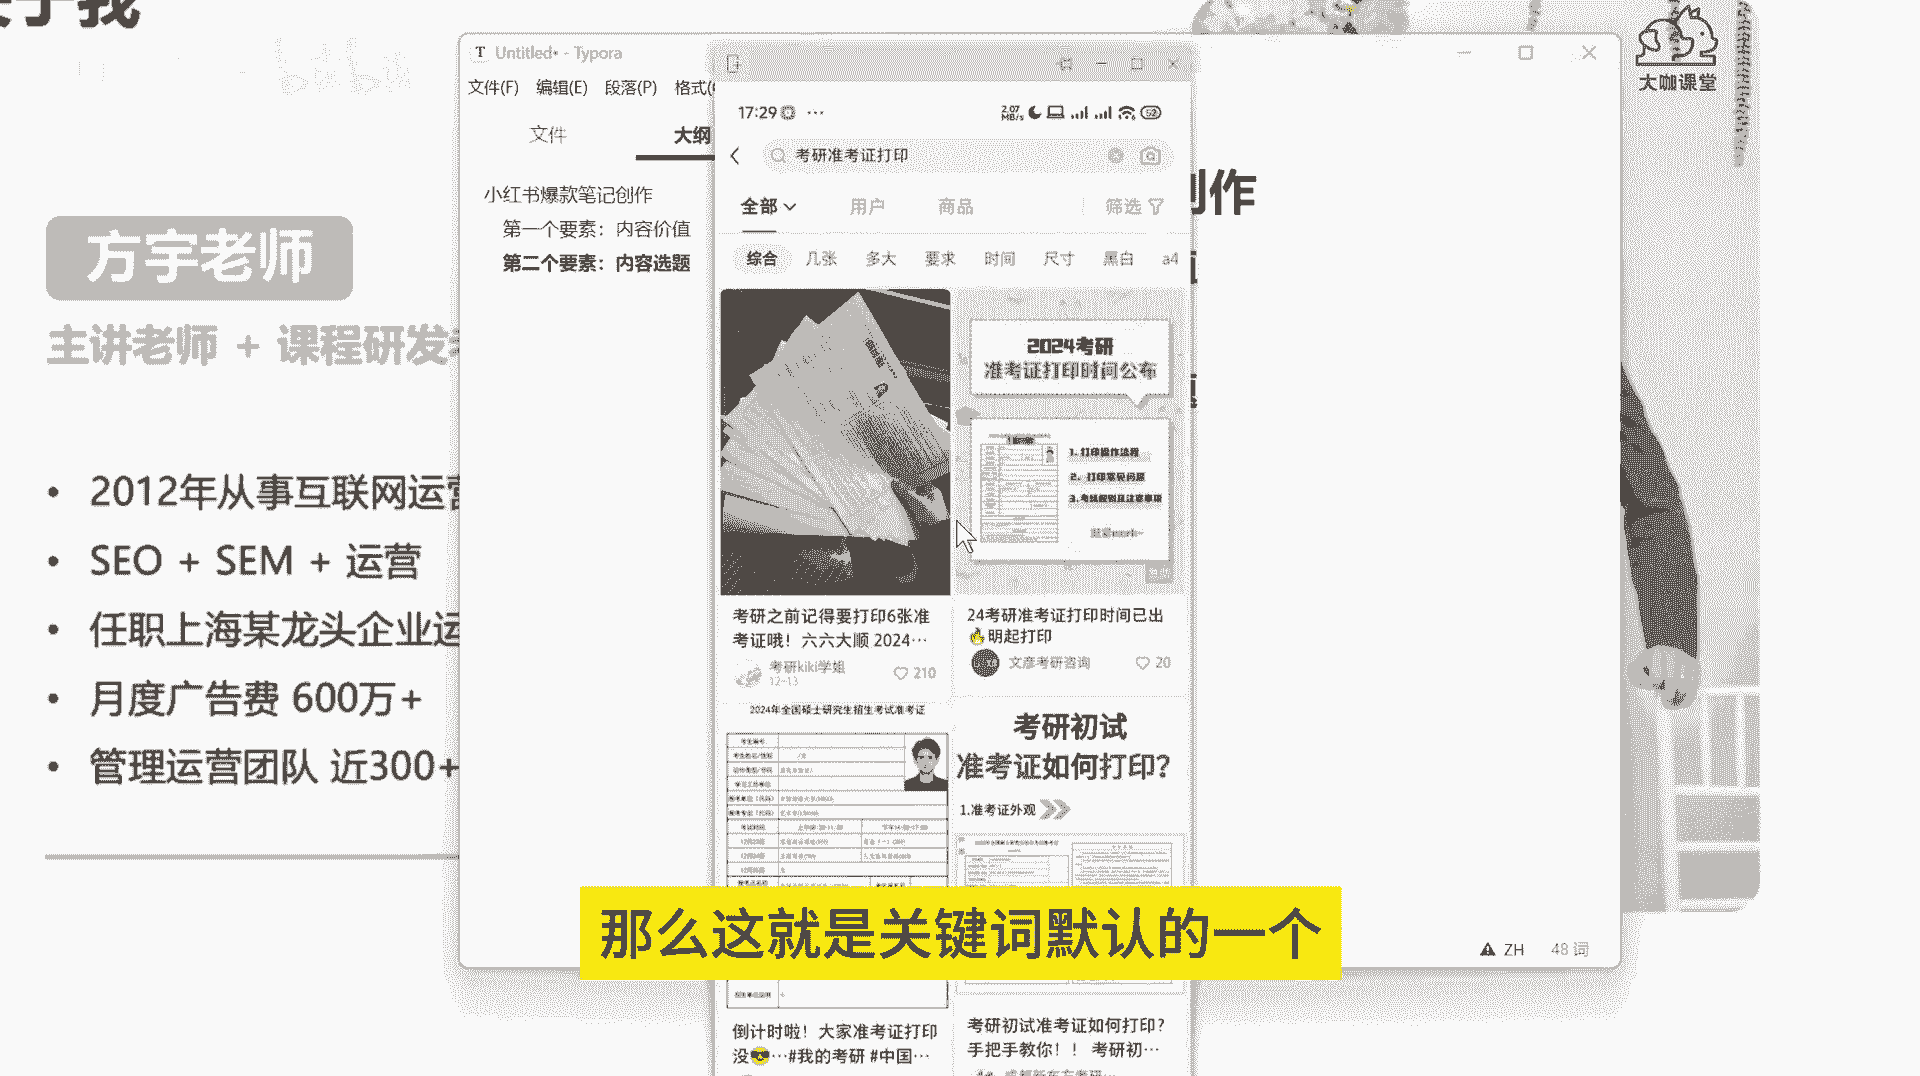 于我
bilibili
大咖课堂
方宇老师
主讲老师 + 课程研发
• 2012年从事互联网运营
• SEO + SEM + 运营
• 任职上海某龙头企业运
• 月度广告费 600万+
• 管理运营团队 近300+
T Untitled• - Typora
文件(F) 编辑(E) 段落(P) 格式(
文件 大纲
小红书爆款笔记创作
第一个要素：内容价值
第二个要素：内容选题
创作
17:29 ···
2.07 MB/s 52
考研准考证打印
全部 用户 商品 筛选
综合 几张 多大 要求 时间 尺寸 黑白 a4
2024考研
准考证打印时间公布
1. 打印操作流程
2. 打印常见问题
3. 考场规则及注意事项
考研之前记得要打印6张准
考证哦！六六大顺 2024…
考研kiki学姐
12-13
210
24考研准考证打印时间已出
🔥明起打印
文彦考研咨询 20
2024年全国硕士研究生招生考试准考证
考研初试
准考证如何打印?
1.准考证外观
那么这就是关键词默认的一个
倒计时啦！大家准考证打印
没😎…#我的考研 #中国…
考研初试准考证如何打印？
手把手教你！！ 考研初…
ZH 48 词